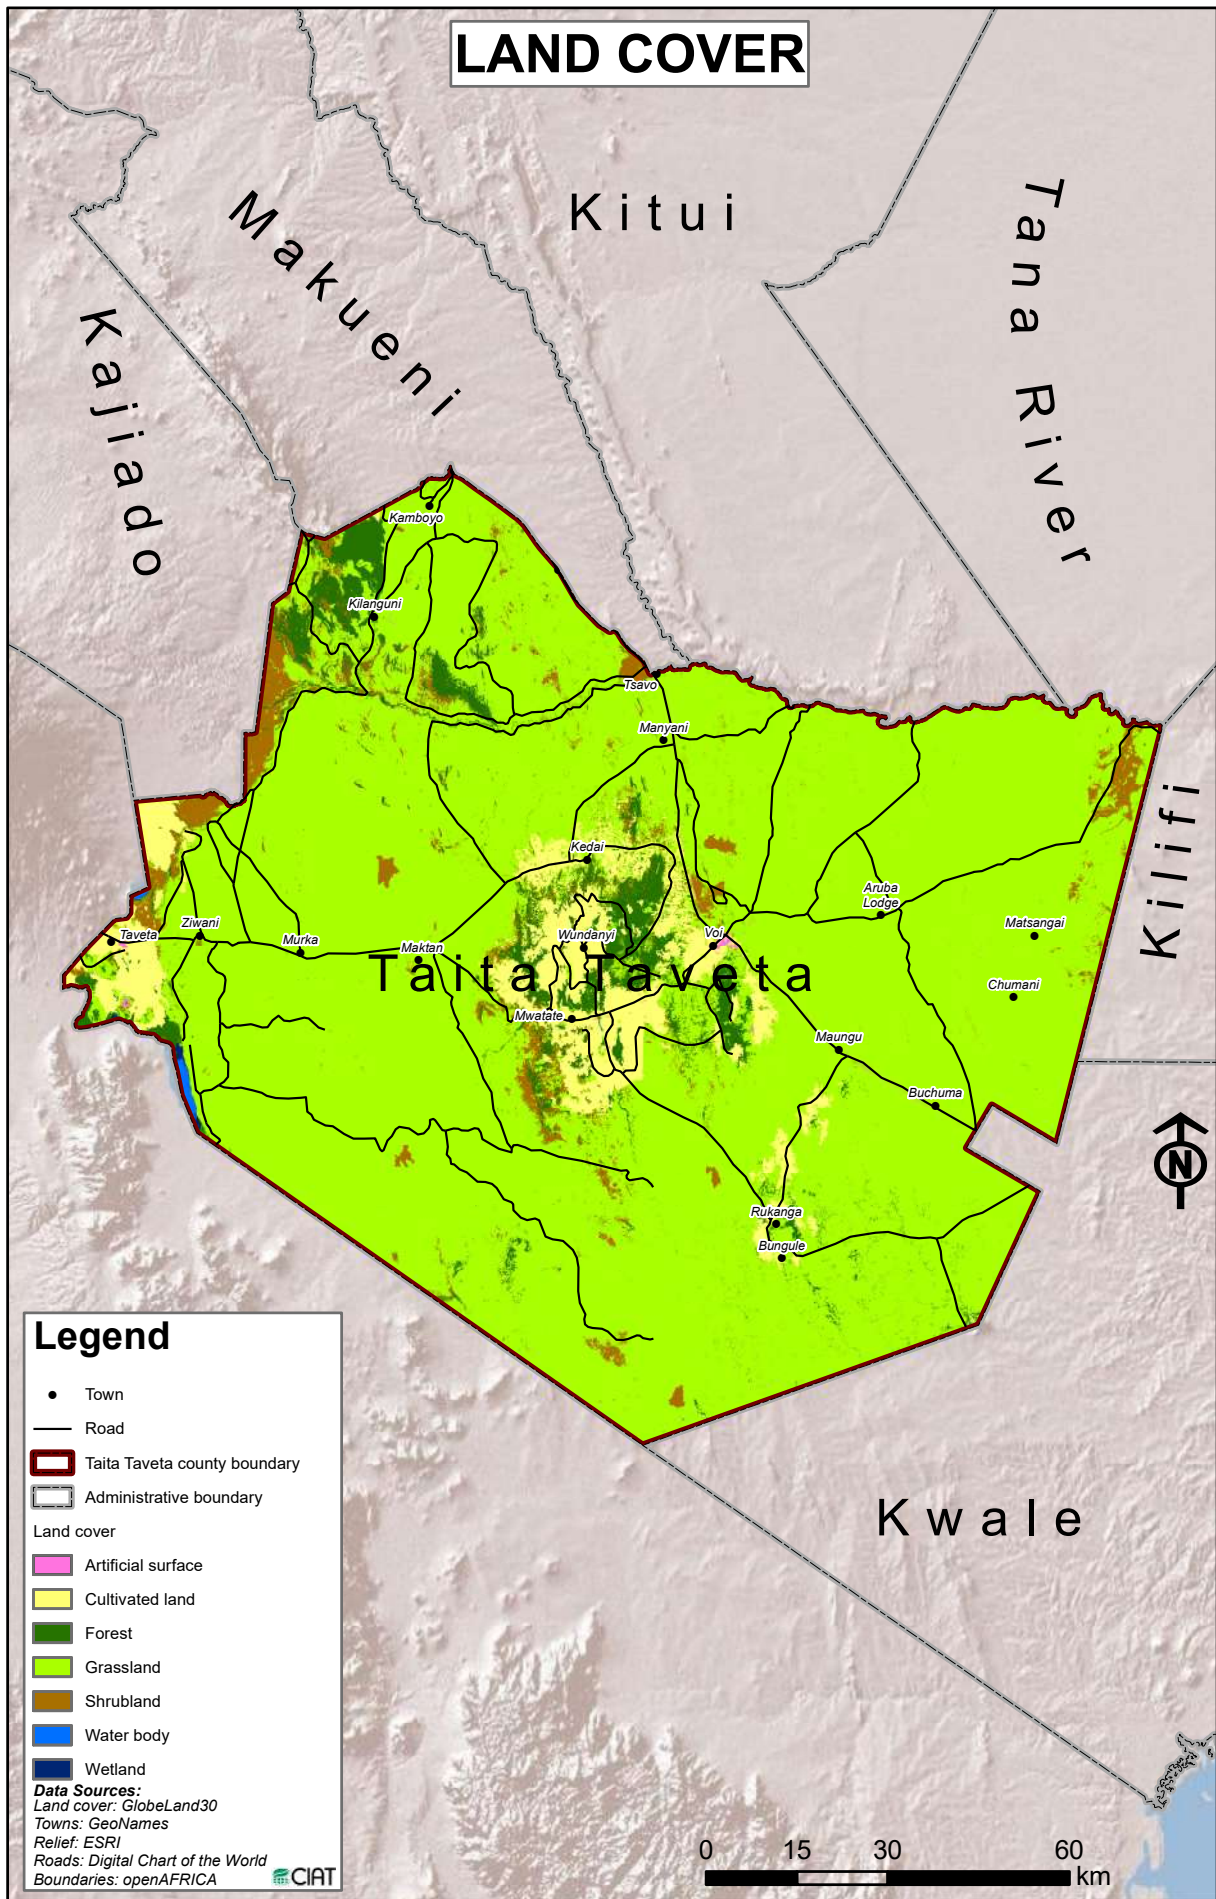 LAND COVER
Kitui
Tana River
Makueni
Kajiado
Kamboyo
Kilanguni
Tsavo
Manyani
Kilifi
Kedai
Aruba
Lodge
Taveta
Ziwani
Murka
Maktan
Wundanyi
Voi
Matsangai
Taita Taveta
Chumani
Mwatate
Maungu
Buchuma
N
Rukanga
Bungule
Kwale
Legend
Town
Road
Taita Taveta county boundary
Administrative boundary
Land cover
Artificial surface
Cultivated land
Forest
Grassland
Shrubland
Water body
Wetland
Data Sources:
Land cover: GlobeLand30
Towns: GeoNames
Relief: ESRI
Roads: Digital Chart of the World
Boundaries: openAFRICA
CIAT
0 15 30 60
km